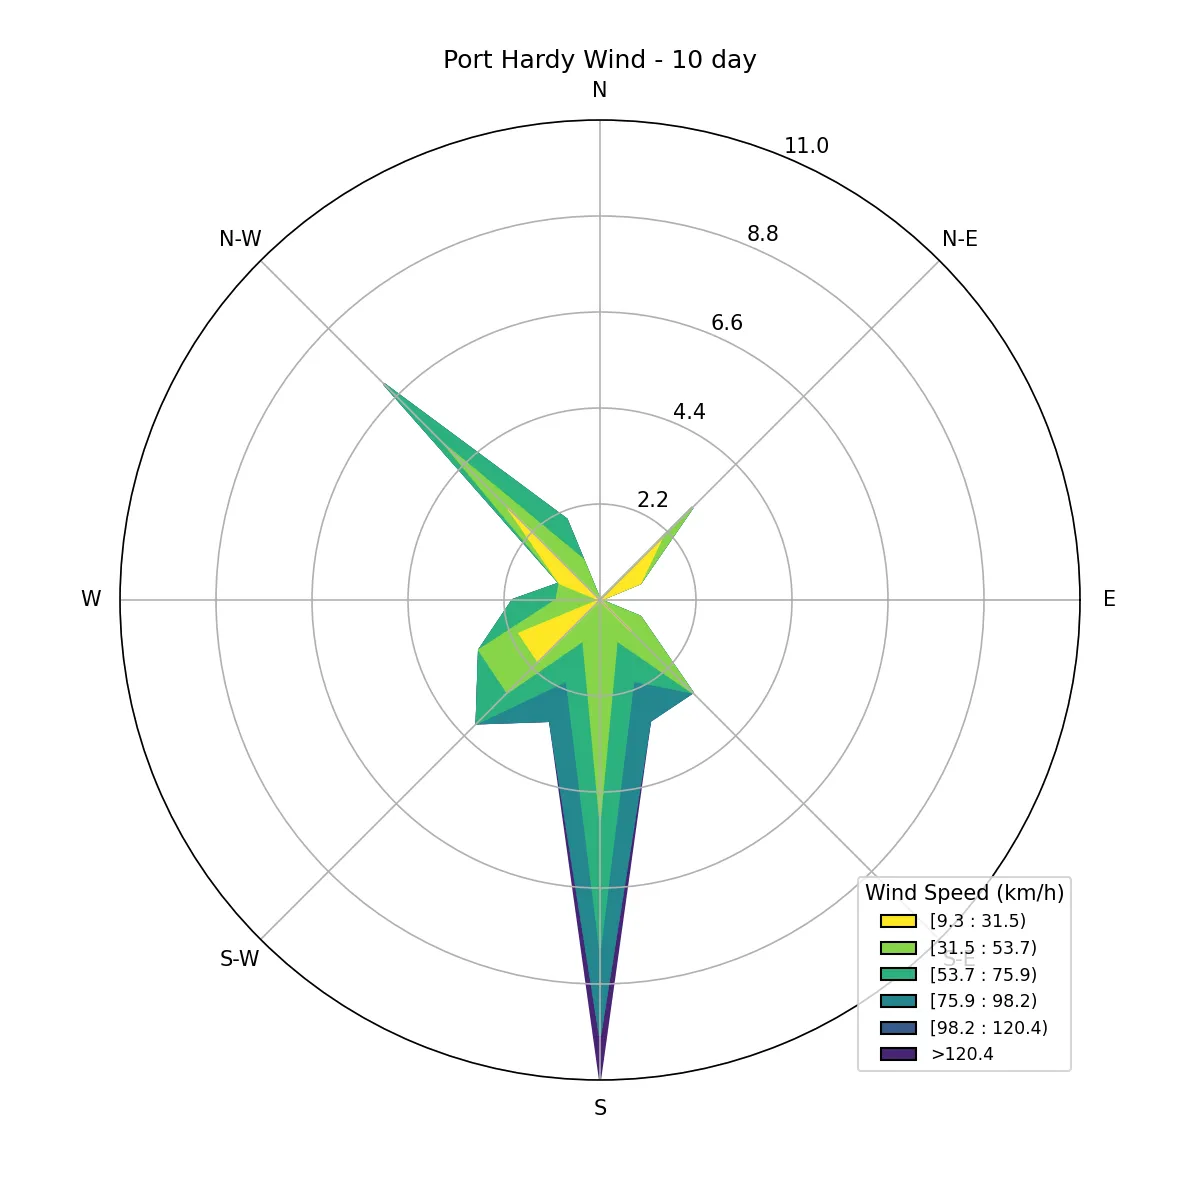 Port Hardy Wind - 10 day
N
11.0
N-W
N-E
8.8
6.6
4.4
2.2
W
E
S-W
S-E
Wind Speed (km/h)
[9.3 : 31.5)
[31.5 : 53.7)
[53.7 : 75.9)
[75.9 : 98.2)
[98.2 : 120.4)
>120.4
S